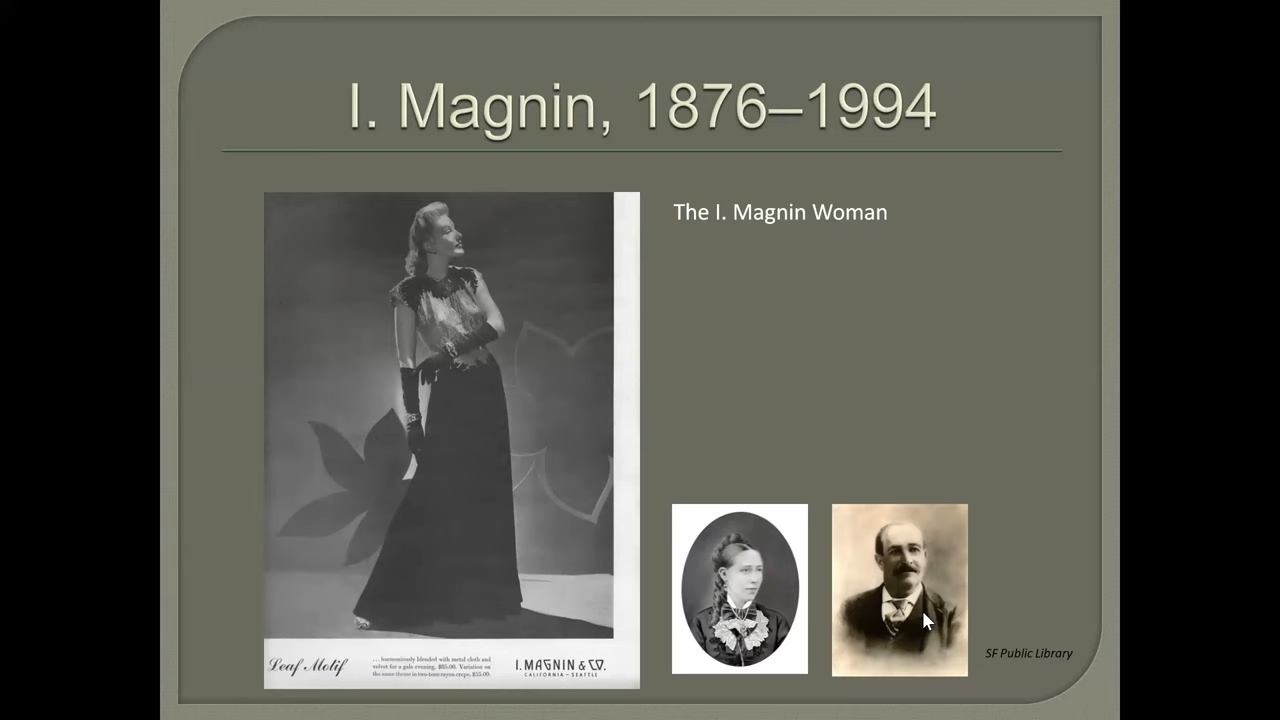 I. Magnin, 1876–1994
The I. Magnin Woman
Leaf Motif
... harmoniously blended with metal cloth and
velvet for a gala evening, $85.00. Variation on
the same theme in two-tone rayon crepe, $55.00.
I. MAGNIN & CO.
CALIFORNIA – SEATTLE
SF Public Library